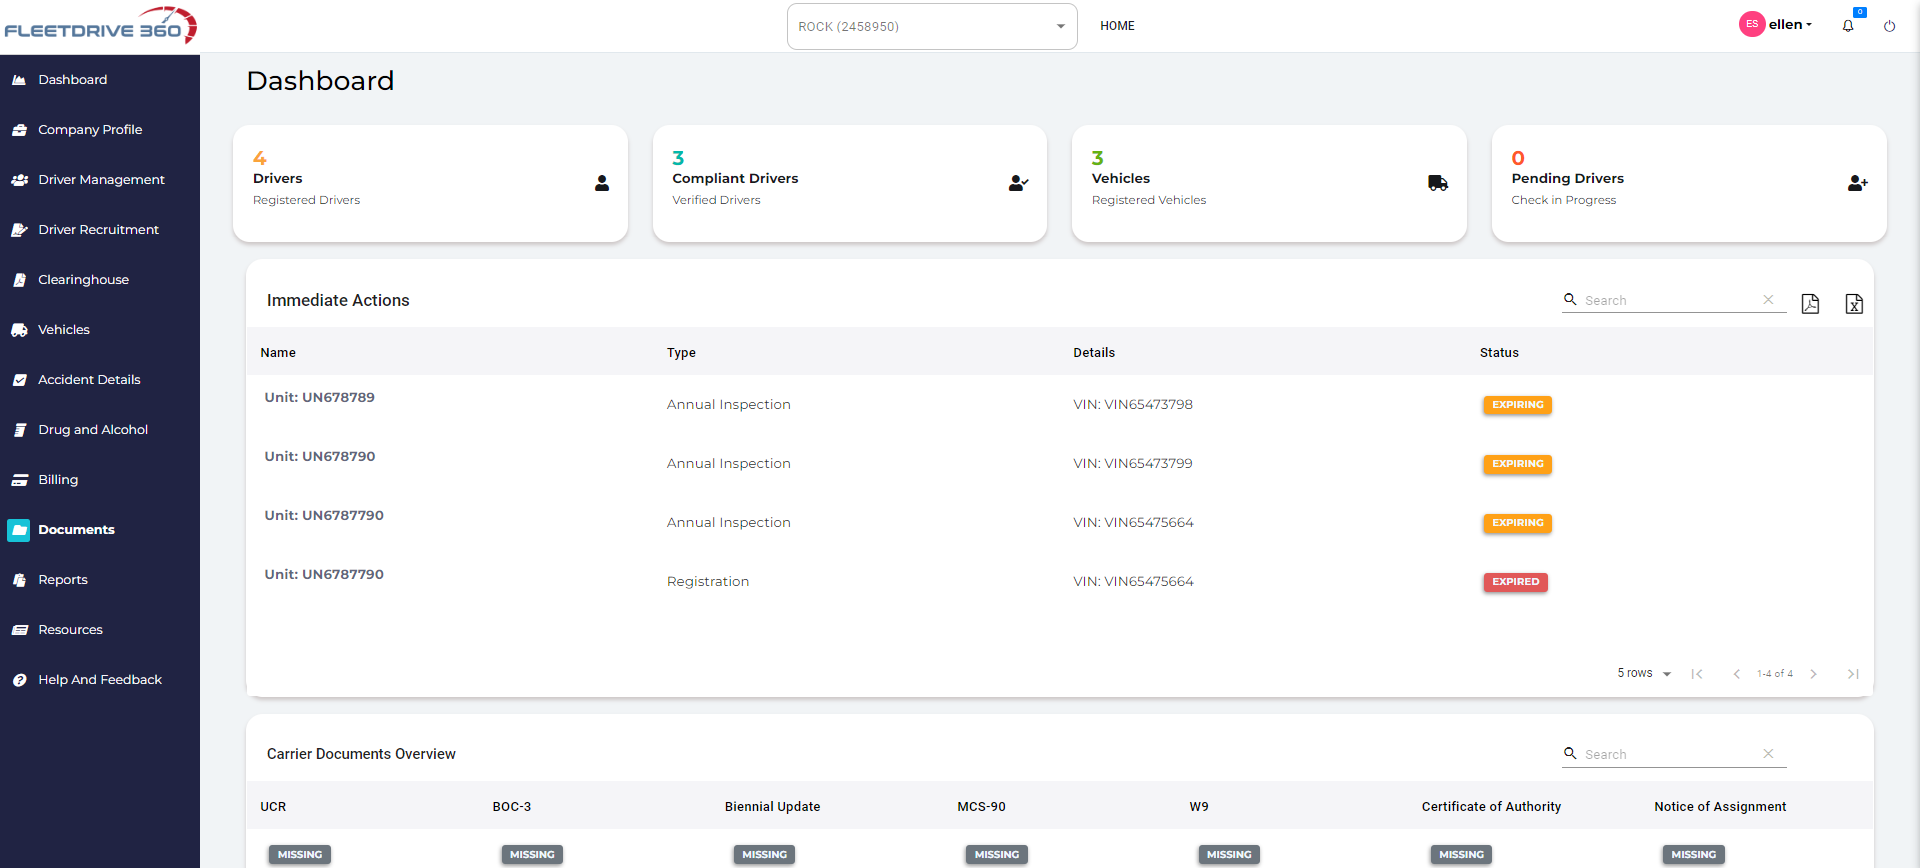 FLEETDRIVE 360
ROCK (2458950)
HOME
ES
ellen
0
Dashboard
Company Profile
Driver Management
Driver Recruitment
Clearinghouse
Vehicles
Accident Details
Drug and Alcohol
Billing
Documents
Reports
Resources
Help And Feedback
Dashboard
4
Drivers
Registered Drivers
3
Compliant Drivers
Verified Drivers
3
Vehicles
Registered Vehicles
0
Pending Drivers
Check in Progress
Immediate Actions
Search
Name Type Details Status
Unit: UN678789 Annual Inspection VIN: VIN65473798 EXPIRING
Unit: UN678790 Annual Inspection VIN: VIN65473799 EXPIRING
Unit: UN6787790 Annual Inspection VIN: VIN65475664 EXPIRING
Unit: UN6787790 Registration VIN: VIN65475664 EXPIRED
5 rows 1-4 of 4
Carrier Documents Overview
Search
UCR BOC-3 Biennial Update MCS-90 W9 Certificate of Authority Notice of Assignment
MISSING MISSING MISSING MISSING MISSING MISSING MISSING